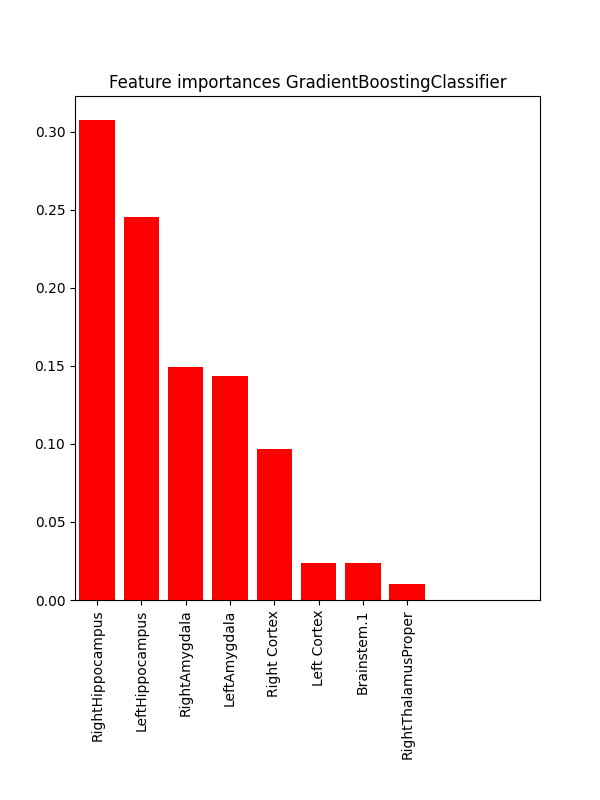 Feature importances GradientBoostingClassifier
0.30
0.25
0.20
0.15
0.10
0.05
0.00
RightHippocampus
LeftHippocampus
RightAmygdala
LeftAmygdala
Right Cortex
Left Cortex
Brainstem.1
RightThalamusProper